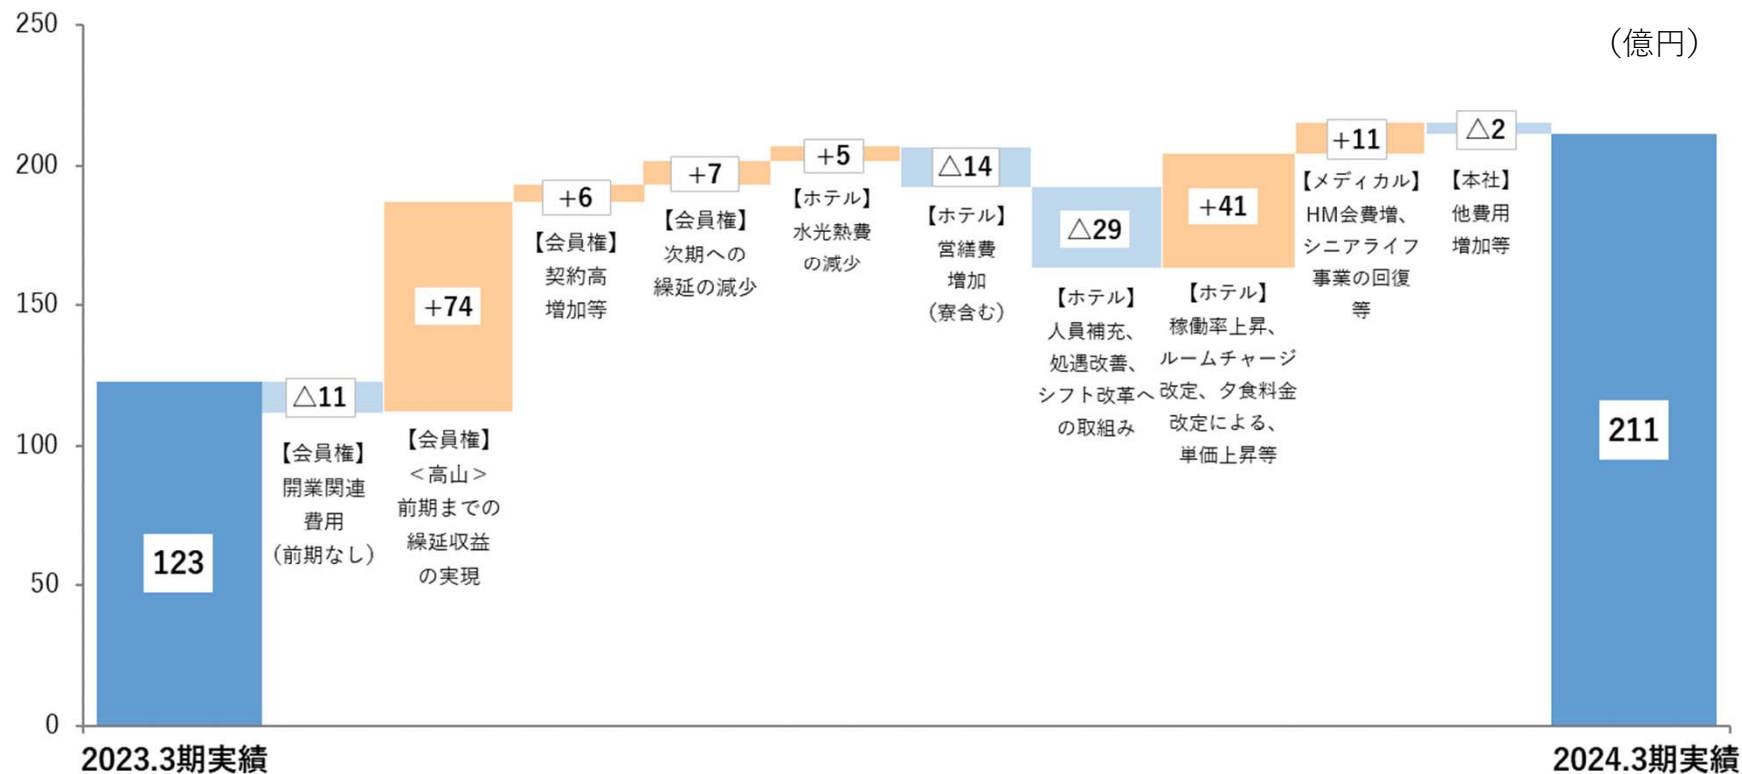 （億円）
250
200
150
100
50
0
123
△11
【会員権】
開業関連
費用
（前期なし）
+74
【会員権】
＜高山＞
前期までの
繰延収益
の実現
+6
【会員権】
契約高
増加等
+7
【会員権】
次期への
繰延の減少
+5
【ホテル】
水光熱費
の減少
△14
【ホテル】
営繕費
増加
（寮含む）
△29
【ホテル】
人員補充、
処遇改善、
シフト改革へ
の取組み
+41
【ホテル】
稼働率上昇、
ルームチャージ
改定、夕食料金
改定による、
単価上昇等
+11
【メディカル】
HM会費増、
シニアライフ
事業の回復
等
△2
【本社】
他費用
増加等
211
2023.3期実績
2024.3期実績